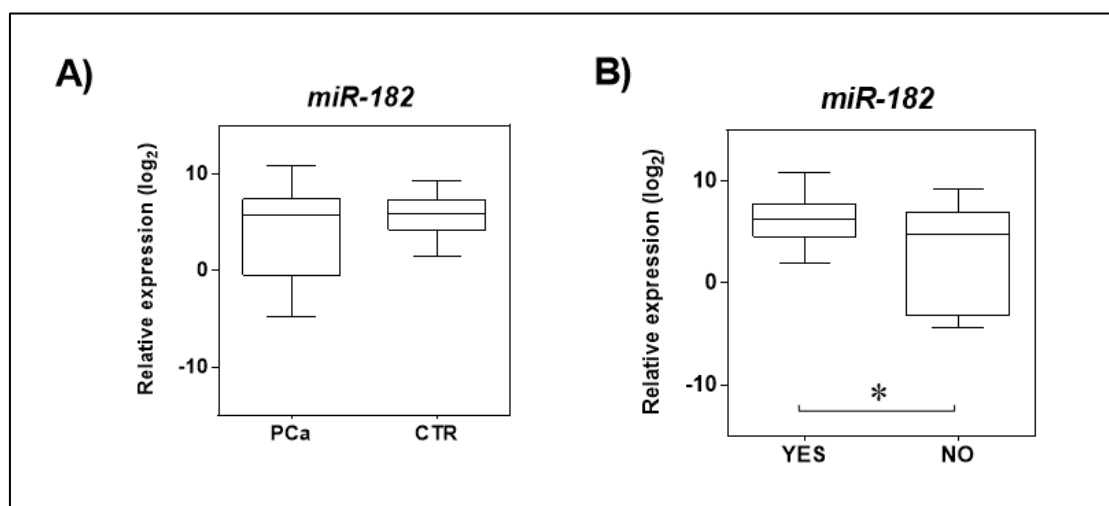 A)
miR-182
Relative expression (log2)
10
0
-10
PCa CTR
B)
miR-182
Relative expression (log2)
10
0
-10
*
YES NO